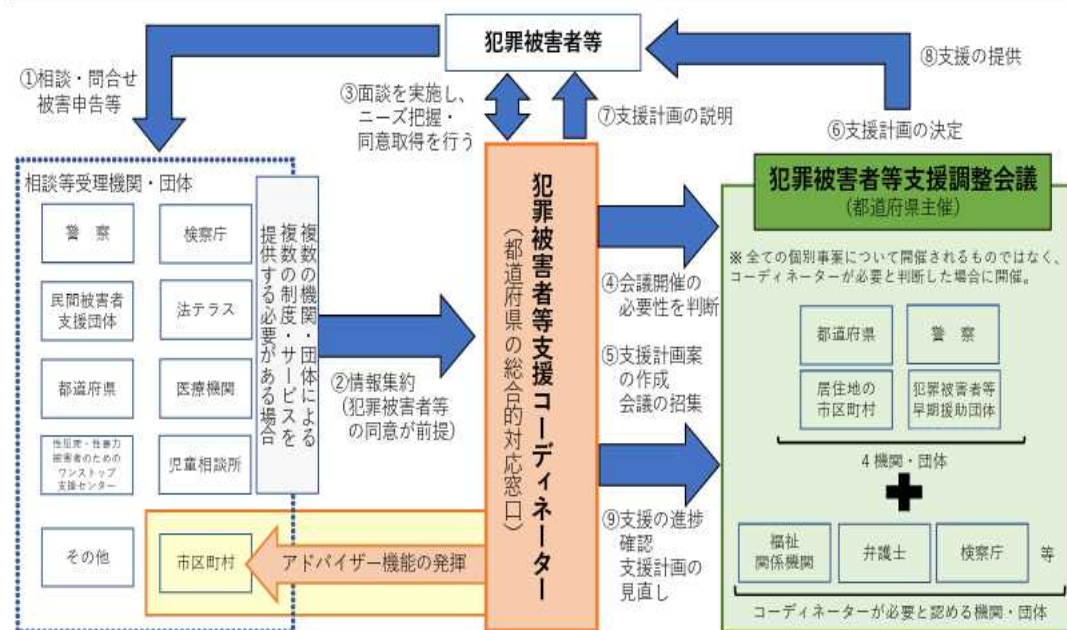 犯罪被害者等
①相談・問合せ
被害申告等
③面談を実施し、
ニーズ把握・
同意取得を行う
⑦支援計画の説明
⑧支援の提供
⑥支援計画の決定
相談等受理機関・団体
警 察
検察庁
民間被害者
支援団体
法テラス
都道府県
医療機関
性犯罪・性暴力
被害者のための
ワンストップ
支援センター
児童相談所
その他
市区町村
複数の機関・団体による
複数の制度・サービスを
提供する必要がある場合
②情報集約
(犯罪被害者等
の同意が前提)
アドバイザー機能の発揮
犯罪被害者等支援コーディネーター
(都道府県の総合的対応窓口)
④会議開催の
必要性を判断
⑤支援計画案
の作成
会議の招集
⑨支援の進捗
確認
支援計画の
見直し
犯罪被害者等支援調整会議
(都道府県主催)
※全ての個別事案について開催されるものではなく、
コーディネーターが必要と判断した場合に開催。
都道府県
警 察
居住地の
市区町村
犯罪被害者等
早期援助団体
4機関・団体
福祉
関係機関
弁護士
検察庁
等
コーディネーターが必要と認める機関・団体